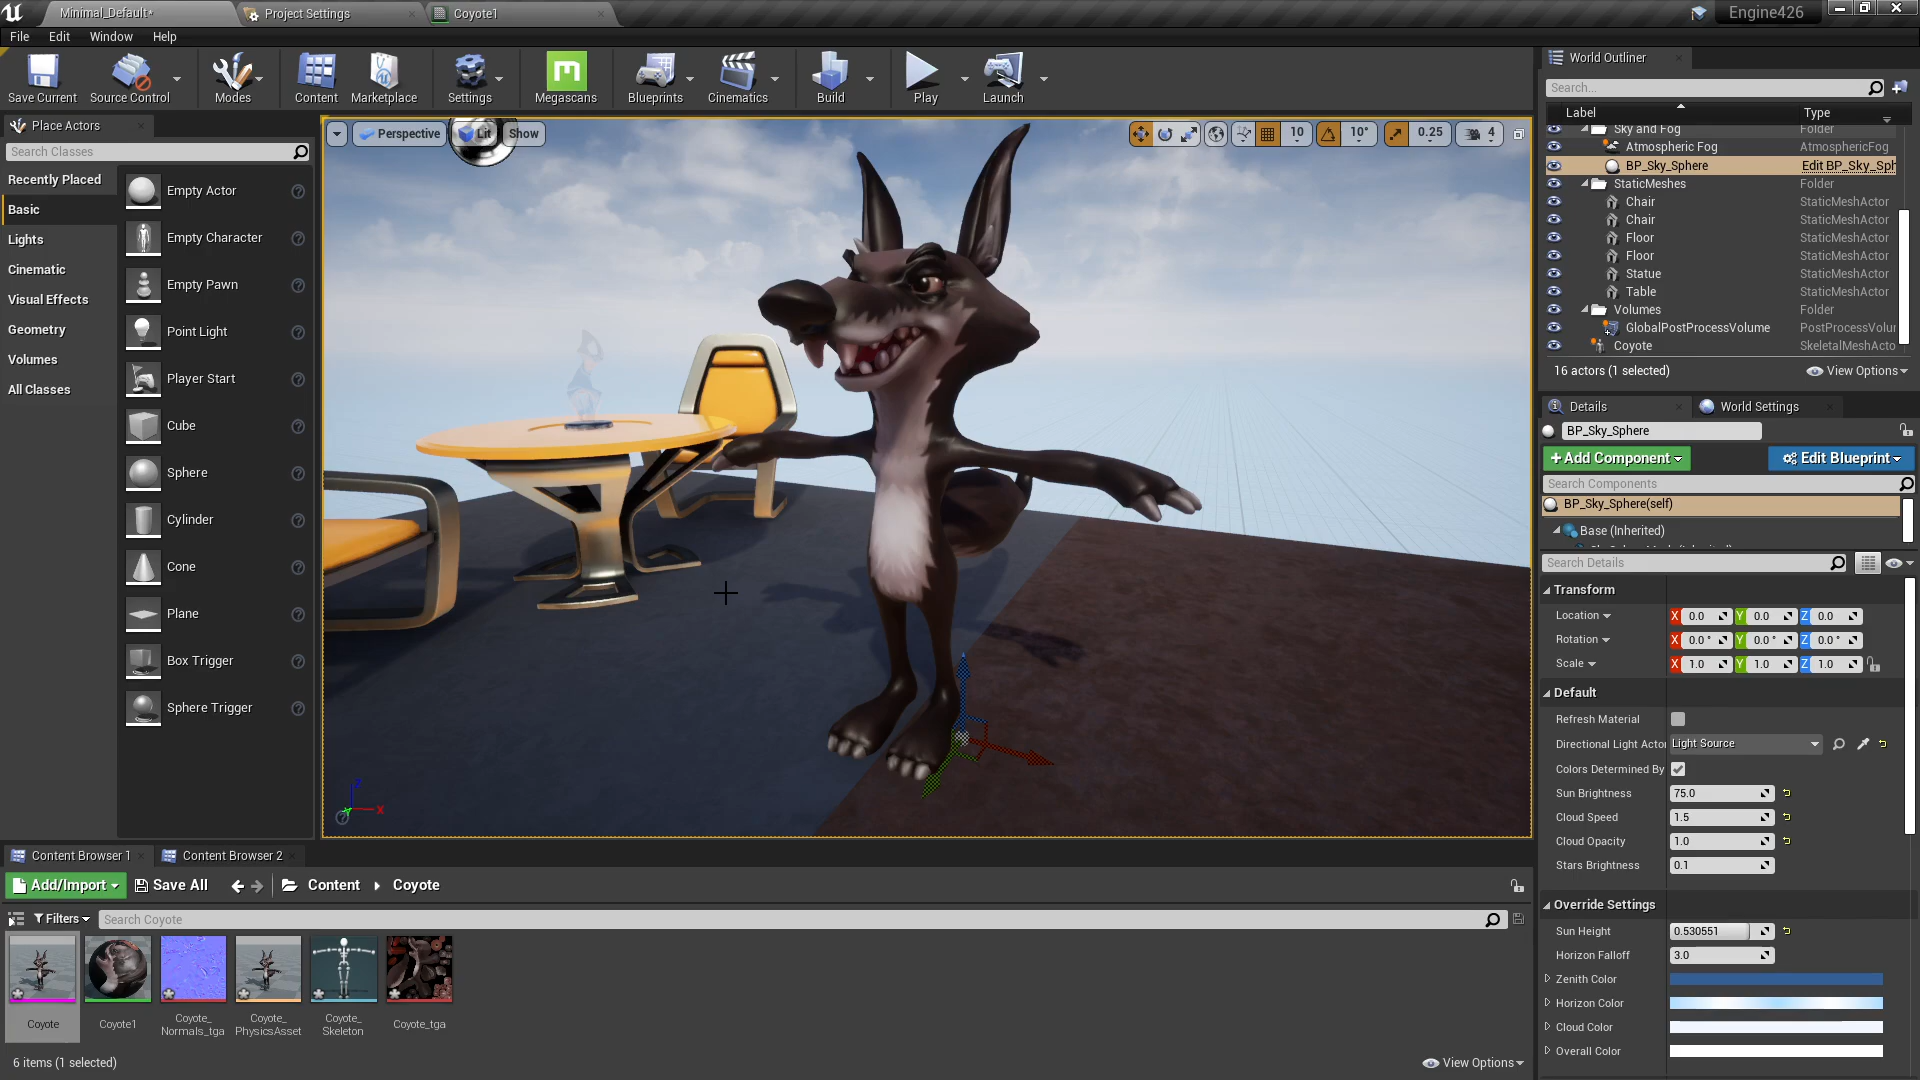 Minimal_Default*
Project Settings
Coyote1
Engine426
File
Edit
Window
Help
Save Current
Source Control
Modes
Content
Marketplace
Settings
Megascans
Blueprints
Cinematics
Build
Play
Launch
Place Actors
Search Classes
Recently Placed
Basic
Lights
Cinematic
Visual Effects
Geometry
Volumes
All Classes
Empty Actor
Empty Character
Empty Pawn
Point Light
Player Start
Cube
Sphere
Cylinder
Cone
Plane
Box Trigger
Sphere Trigger
Perspective
Lit
Show
10
10°
0.25
4
X
World Outliner
Search...
Label
Type
Sky and Fog
Folder
Atmospheric Fog
AtmosphericFog
BP_Sky_Sphere
Edit BP_Sky_Sph
StaticMeshes
Folder
Chair
StaticMeshActor
Chair
StaticMeshActor
Floor
StaticMeshActor
Floor
StaticMeshActor
Statue
StaticMeshActor
Table
StaticMeshActor
Volumes
Folder
GlobalPostProcessVolume
PostProcessVolu
Coyote
SkeletalMeshActo
16 actors (1 selected)
View Options
Details
World Settings
BP_Sky_Sphere
+Add Component
Edit Blueprint
Search Components
BP_Sky_Sphere(self)
Base (Inherited)
Search Details
Transform
Location
X 0.0 Y 0.0 Z 0.0
Rotation
X 0.0 ° Y 0.0 ° Z 0.0 °
Scale
X 1.0 Y 1.0 Z 1.0
Default
Refresh Material
Directional Light Actor
Light Source
Colors Determined By
Sun Brightness
75.0
Cloud Speed
1.5
Cloud Opacity
1.0
Stars Brightness
0.1
Override Settings
Sun Height
0.530551
Horizon Falloff
3.0
Zenith Color
Horizon Color
Cloud Color
Overall Color
Content Browser 1
Content Browser 2
Add/Import
Save All
Content
Coyote
Filters
Search Coyote
Coyote
Coyote1
Coyote_
Normals_tga
Coyote_
PhysicsAsset
Coyote_
Skeleton
Coyote_tga
6 items (1 selected)
View Options